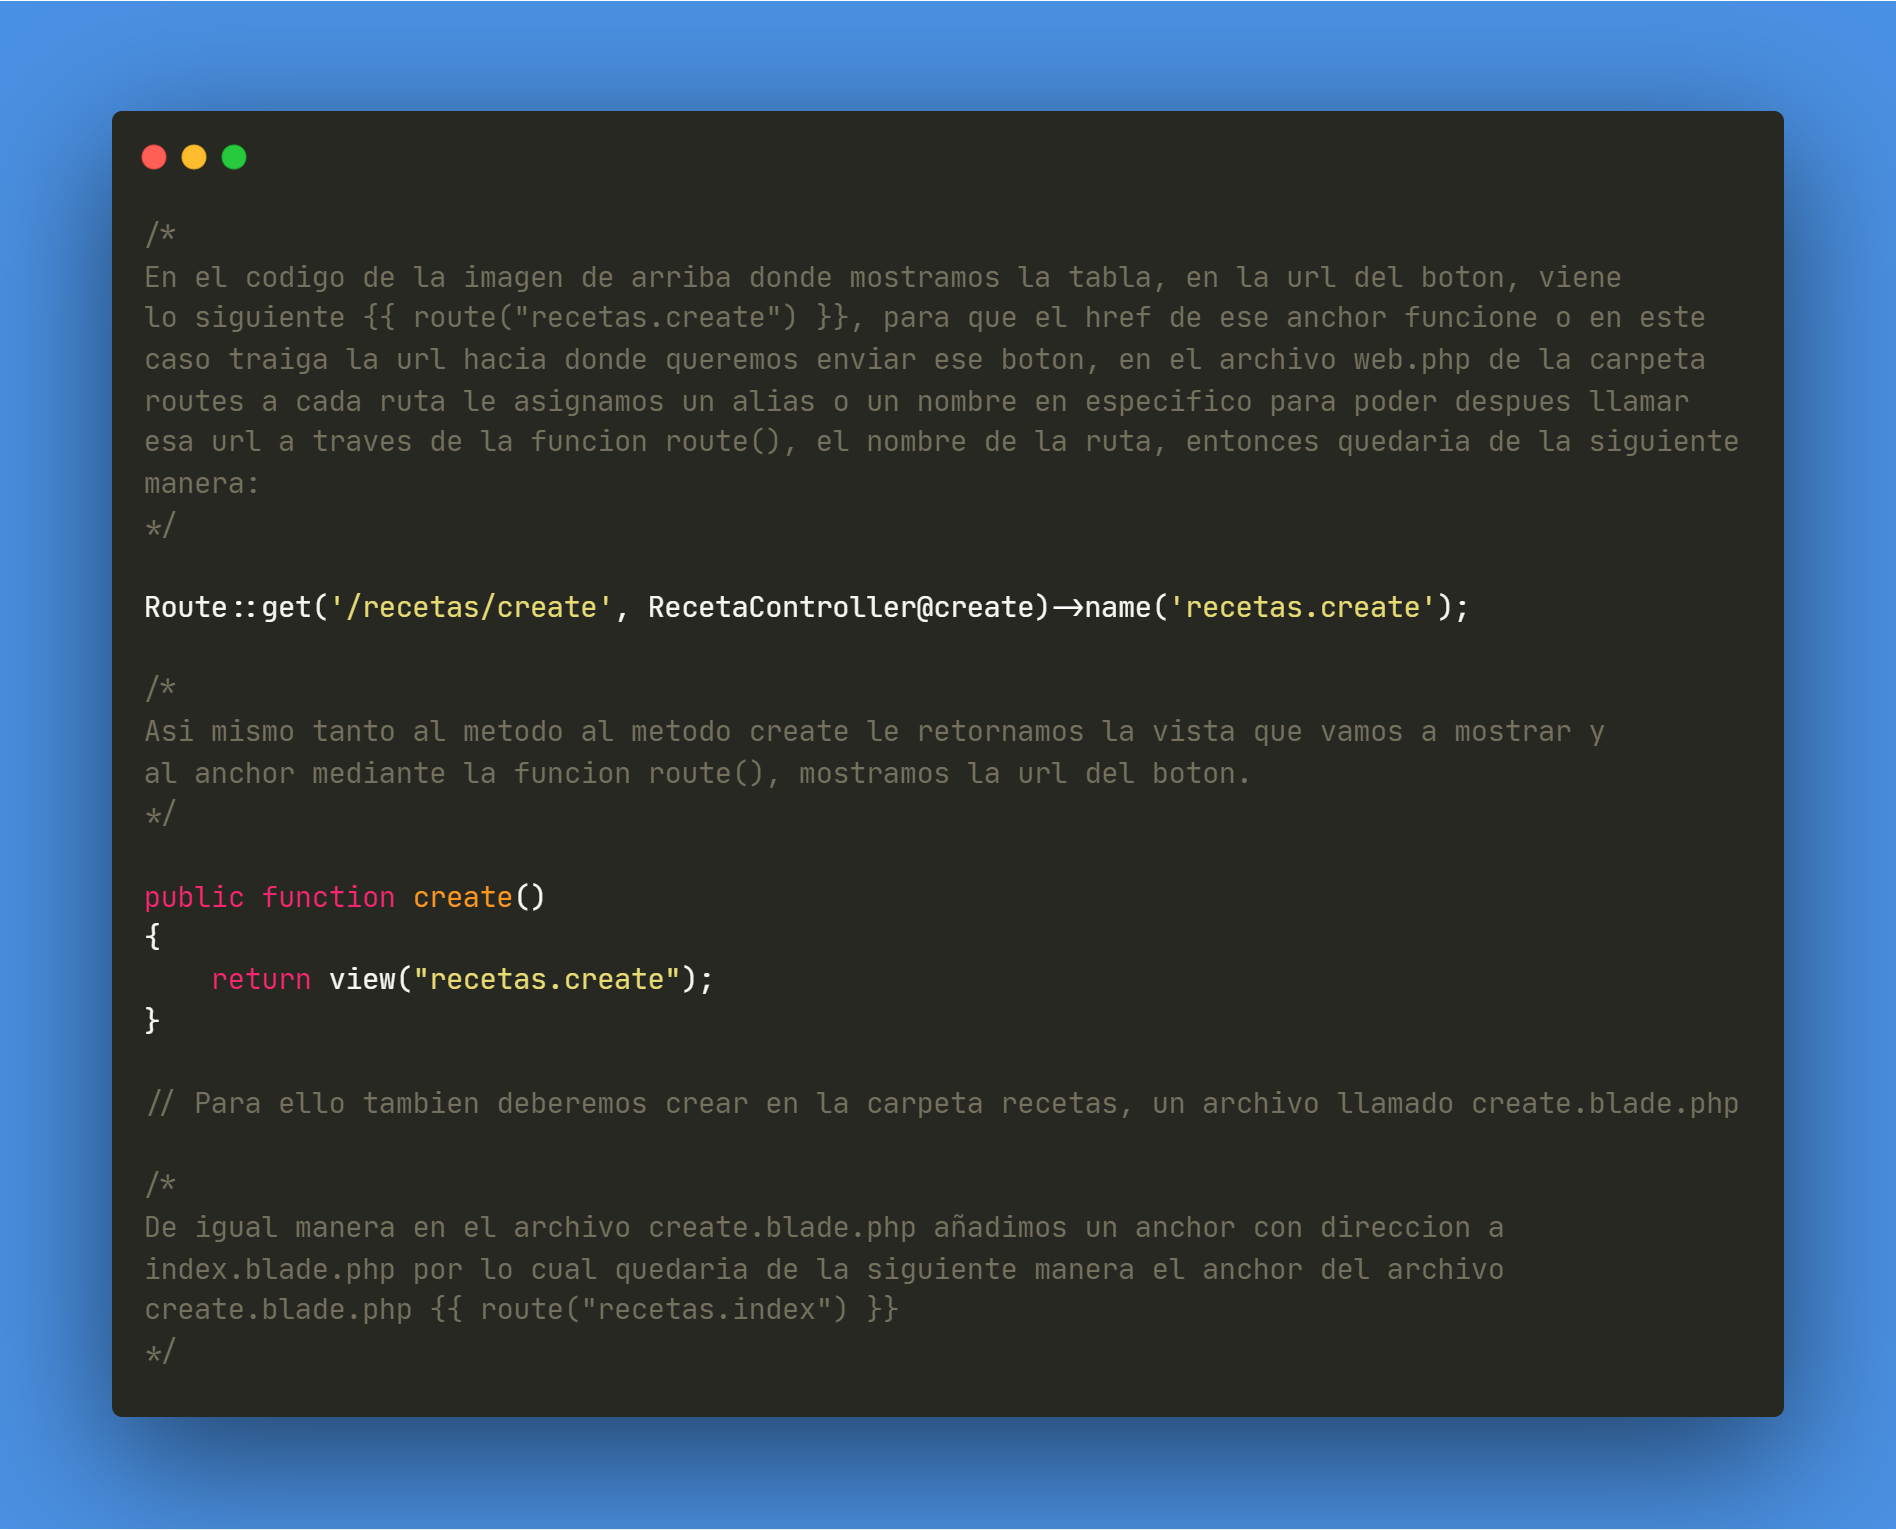 /*
En el codigo de la imagen de arriba donde mostramos la tabla, en la url del boton, viene
lo siguiente {{ route("recetas.create") }}, para que el href de ese anchor funcione o en este
caso traiga la url hacia donde queremos enviar ese boton, en el archivo web.php de la carpeta
routes a cada ruta le asignamos un alias o un nombre en especifico para poder despues llamar
esa url a traves de la funcion route(), el nombre de la ruta, entonces quedaria de la siguiente
manera:
*/
Route::get('/recetas/create', RecetaController@create)->name('recetas.create');
/*
Asi mismo tanto al metodo al metodo create le retornamos la vista que vamos a mostrar y
al anchor mediante la funcion route(), mostramos la url del boton.
*/
public function create()
{
    return view("recetas.create");
}
// Para ello tambien deberemos crear en la carpeta recetas, un archivo llamado create.blade.php
/*
De igual manera en el archivo create.blade.php añadimos un anchor con direccion a
index.blade.php por lo cual quedaria de la siguiente manera el anchor del archivo
create.blade.php {{ route("recetas.index") }}
*/